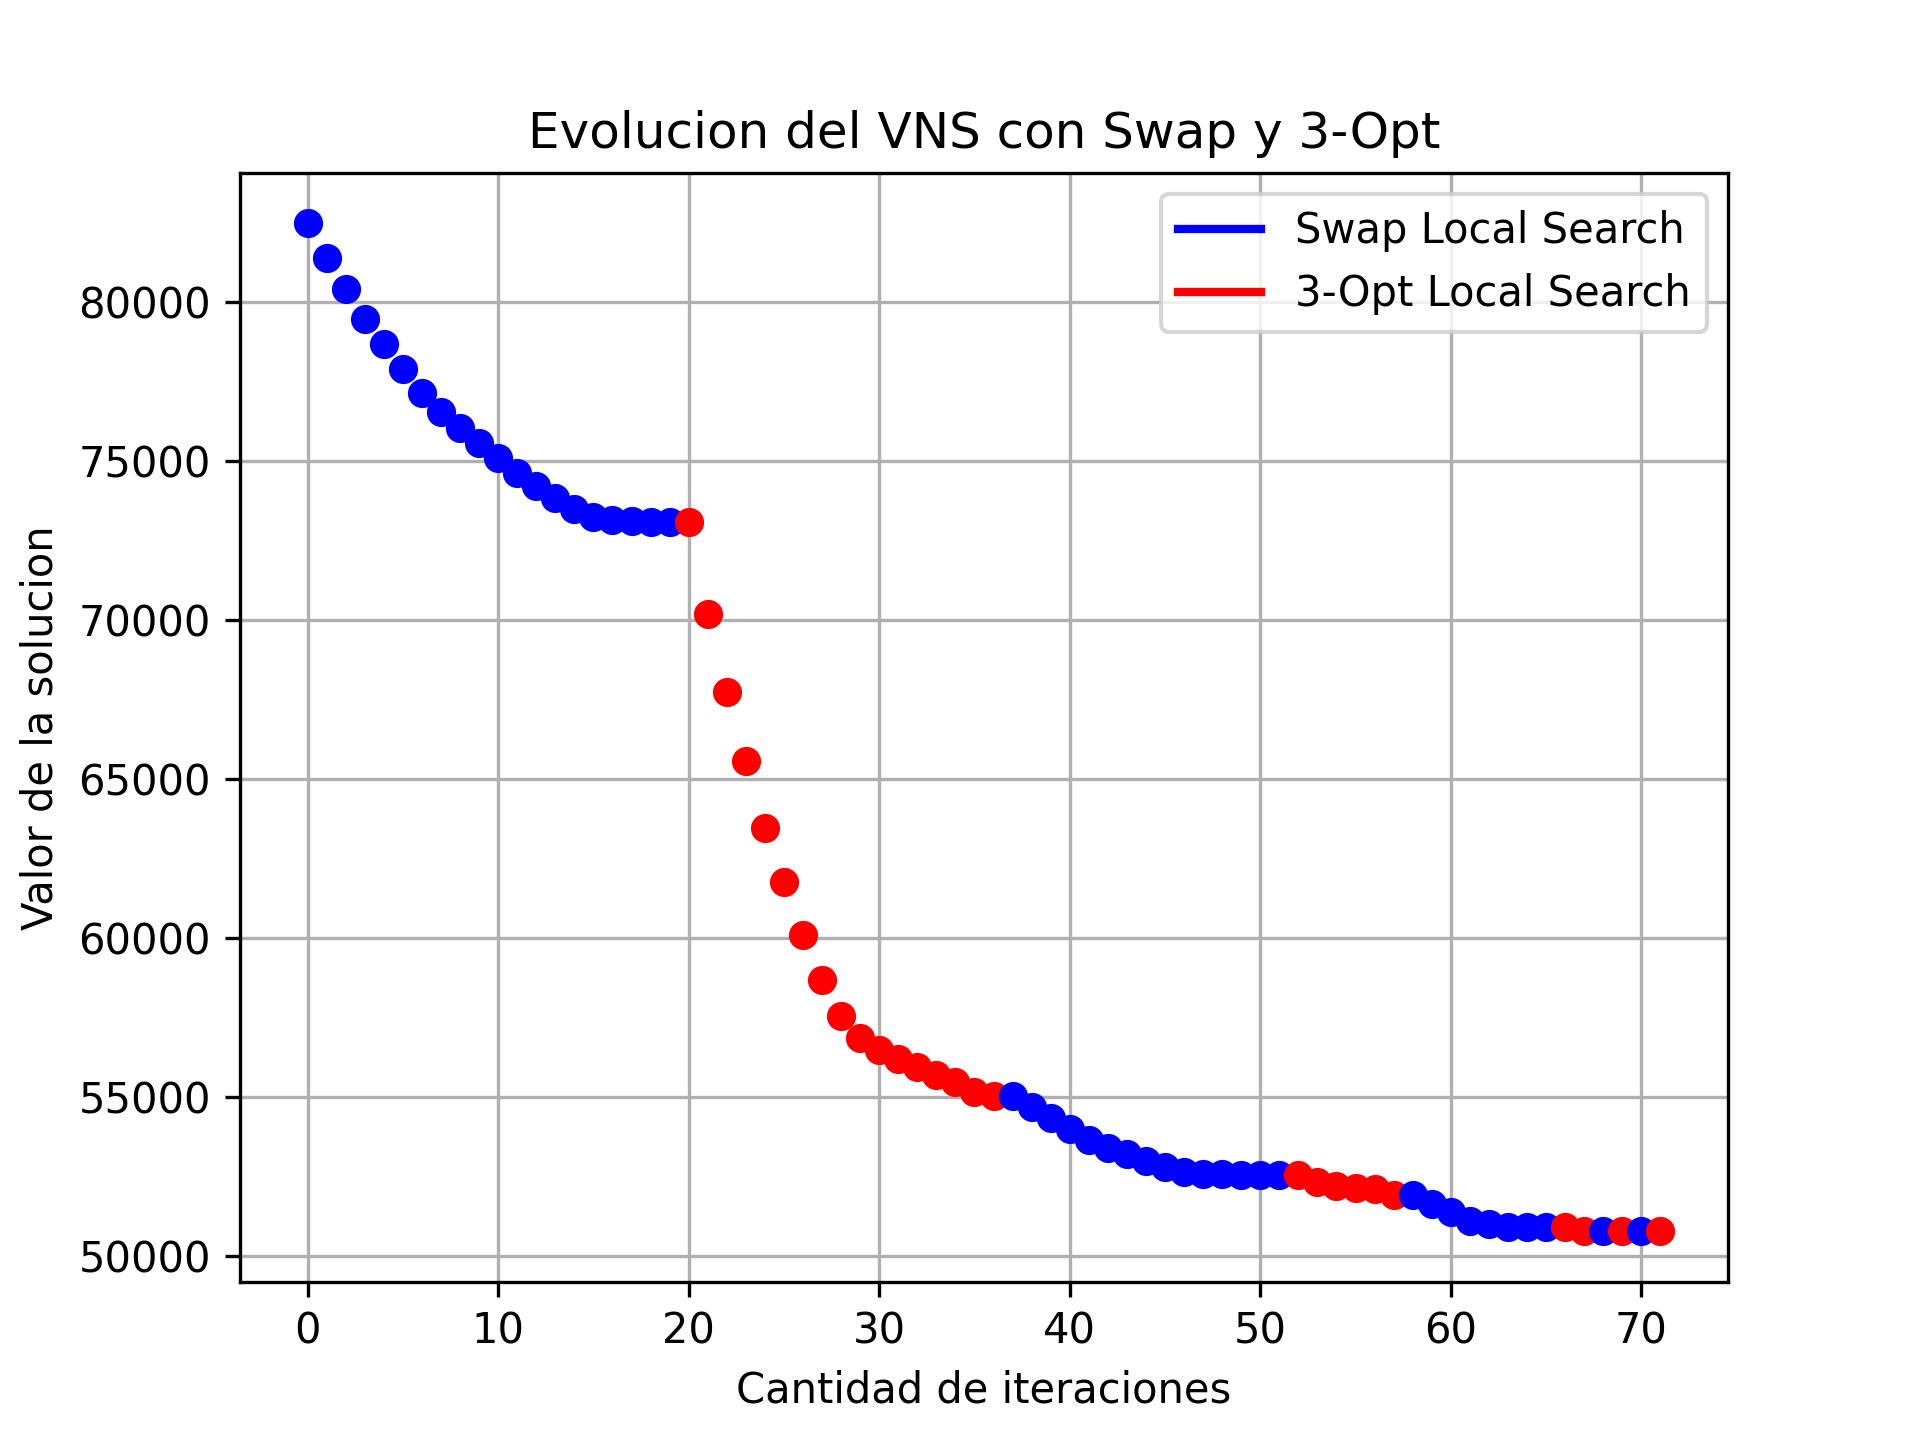 Evolucion del VNS con Swap y 3-Opt
Swap Local Search
3-Opt Local Search
Valor de la solucion
80000
75000
70000
65000
60000
55000
50000
0 10 20 30 40 50 60 70
Cantidad de iteraciones